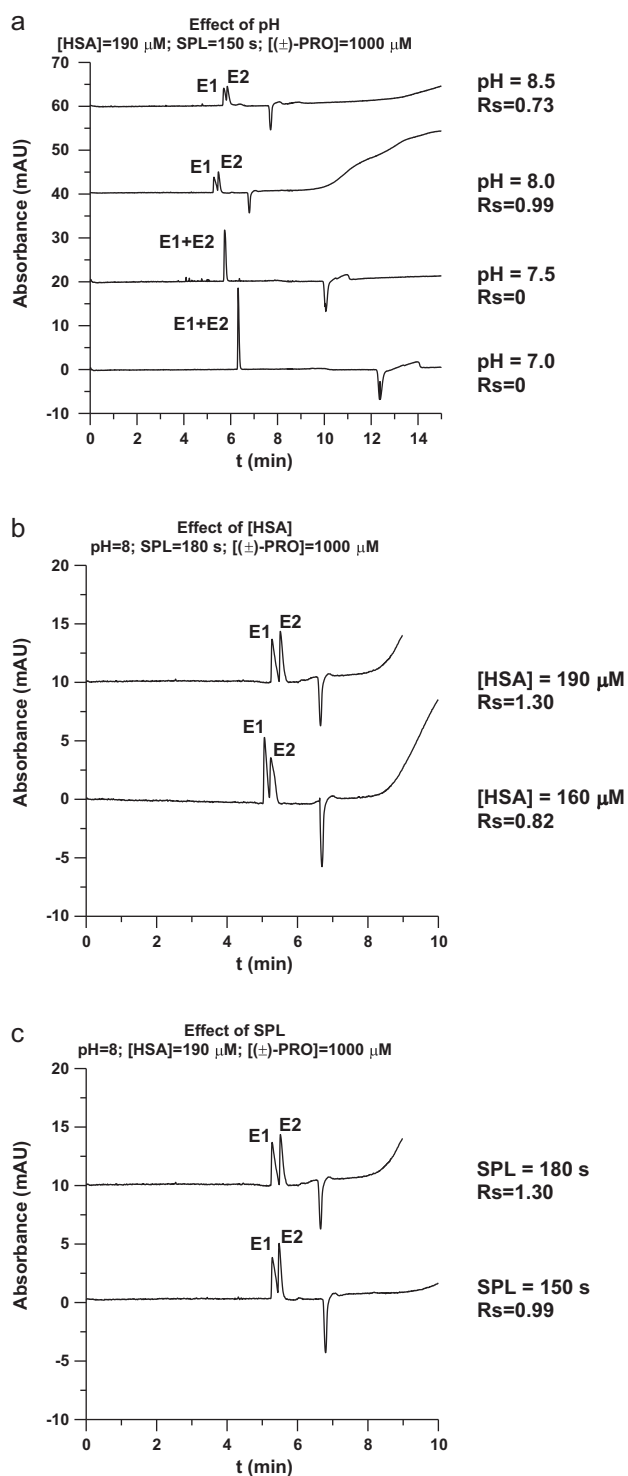 a
Effect of pH
[HSA]=190 μM; SPL=150 s; [(±)-PRO]=1000 μM
70
60
50
40
30
20
10
0
-10
Absorbance (mAU)
E1 E2
pH = 8.5
Rs=0.73
E1 E2
pH = 8.0
Rs=0.99
E1+E2
pH = 7.5
Rs=0
E1+E2
pH = 7.0
Rs=0
0 2 4 6 8 10 12 14
t (min)
b
Effect of [HSA]
pH=8; SPL=180 s; [(±)-PRO]=1000 μM
20
15
10
5
0
-5
-10
Absorbance (mAU)
E1 E2
[HSA] = 190 μM
Rs=1.30
E1
E2
[HSA] = 160 μM
Rs=0.82
0 2 4 6 8 10
t (min)
c
Effect of SPL
pH=8; [HSA]=190 μM; [(±)-PRO]=1000 μM
20
15
10
5
0
-5
-10
Absorbance (mAU)
E1 E2
SPL = 180 s
Rs=1.30
E1 E2
SPL = 150 s
Rs=0.99
0 2 4 6 8 10
t (min)